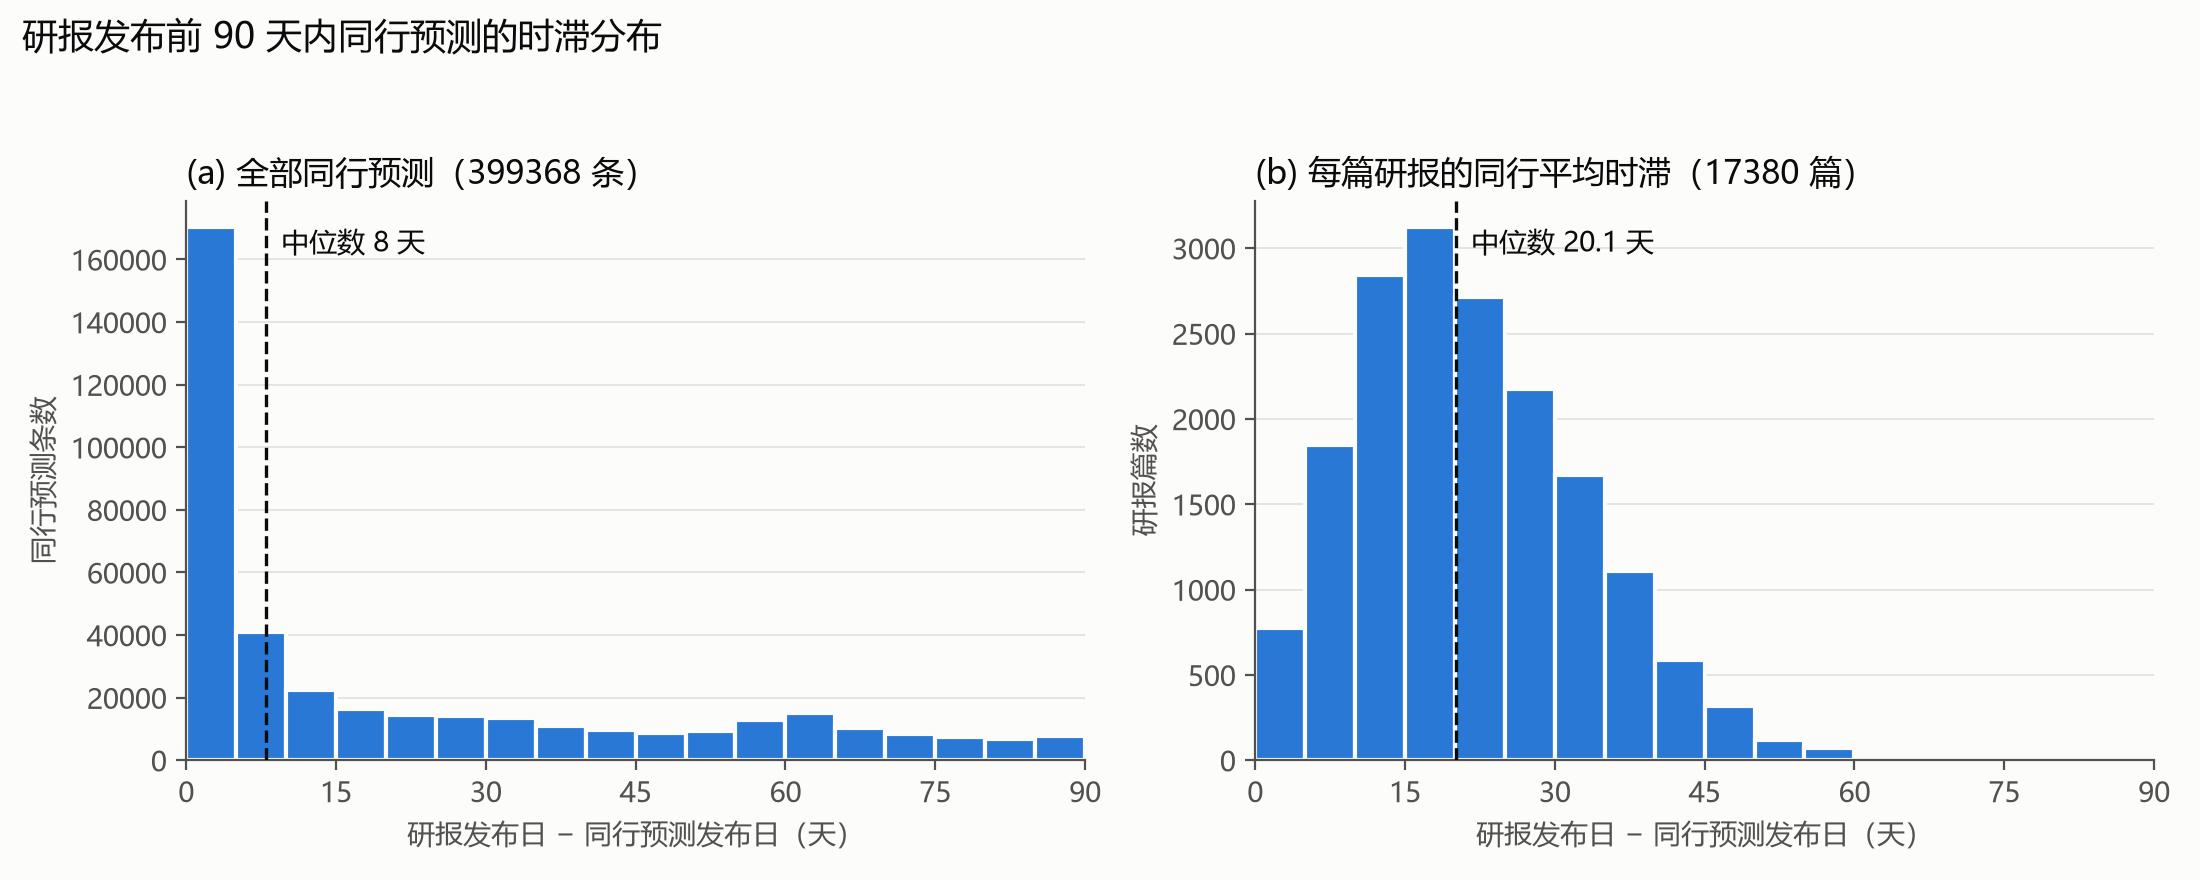 研报发布前 90 天内同行预测的时滞分布
(a) 全部同行预测（399368 条）
中位数 8 天
160000
140000
120000
100000
80000
60000
40000
20000
0
同行预测条数
0 15 30 45 60 75 90
研报发布日 − 同行预测发布日（天）
(b) 每篇研报的同行平均时滞（17380 篇）
中位数 20.1 天
3000
2500
2000
1500
1000
500
0
研报篇数
0 15 30 45 60 75 90
研报发布日 − 同行预测发布日（天）